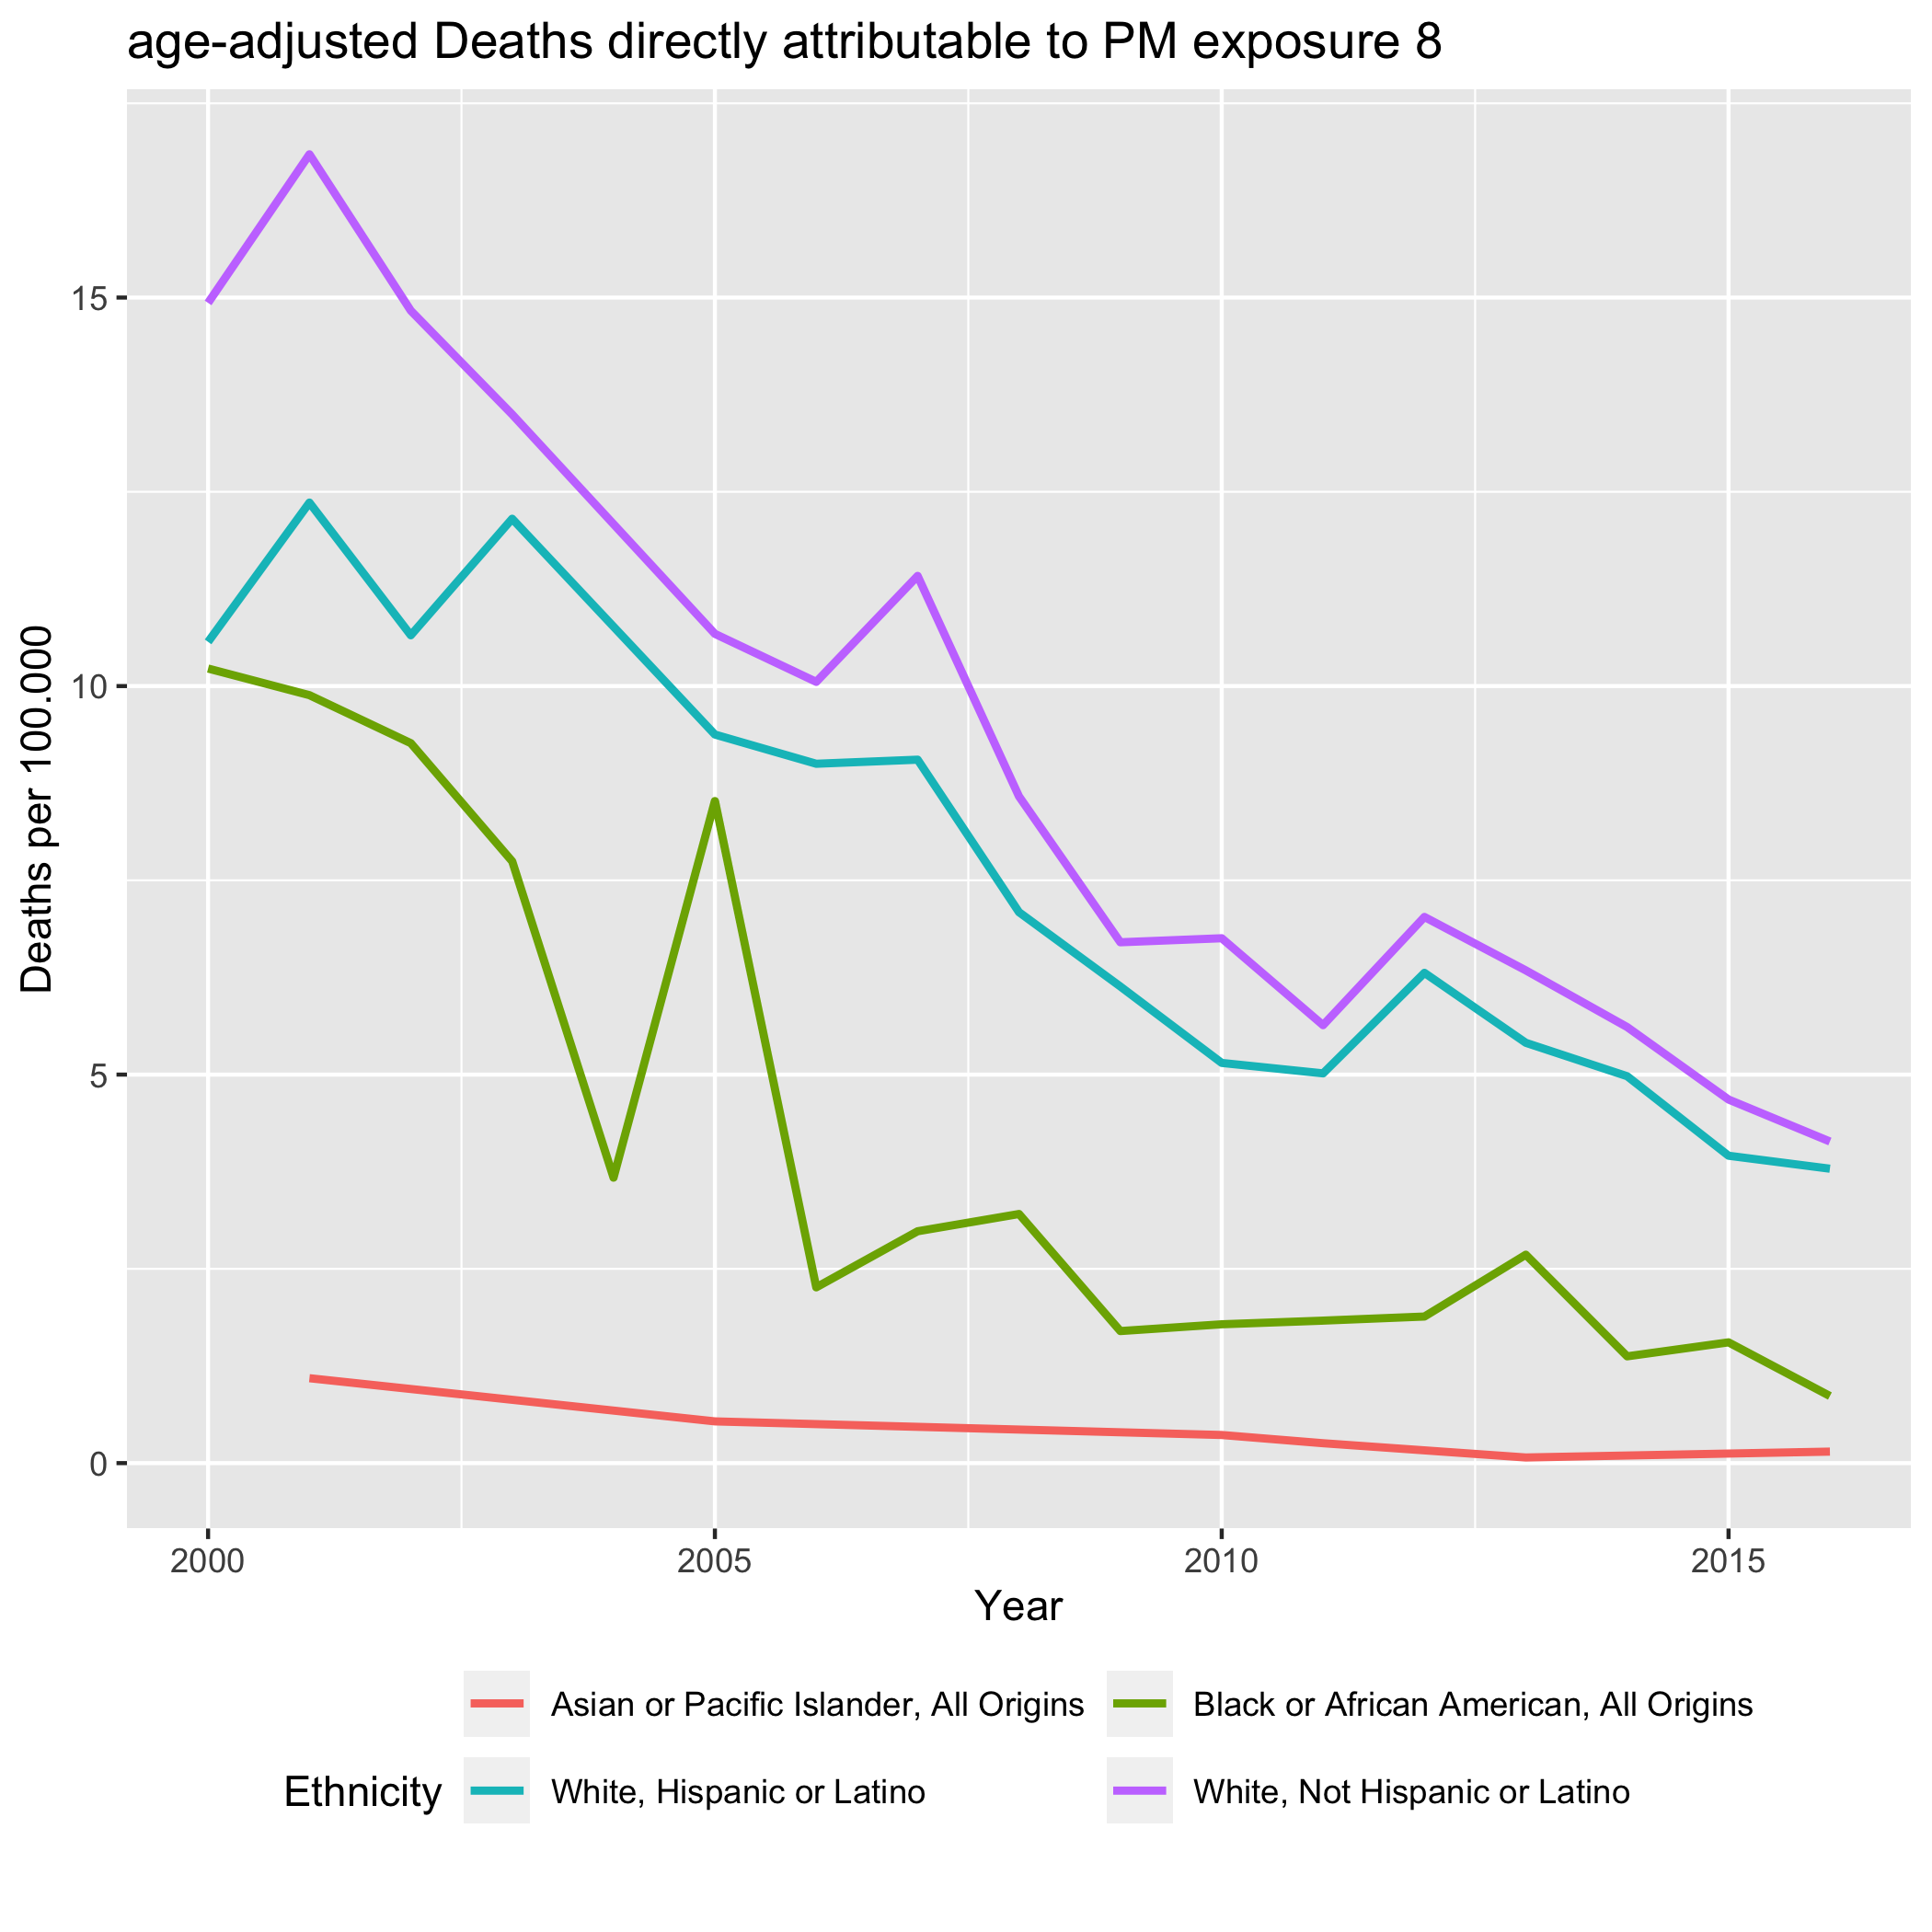 age-adjusted Deaths directly attributable to PM exposure 8
Deaths per 100.000
15
10
5
0
2000 2005 2010 2015
Year
Ethnicity
Asian or Pacific Islander, All Origins
Black or African American, All Origins
White, Hispanic or Latino
White, Not Hispanic or Latino